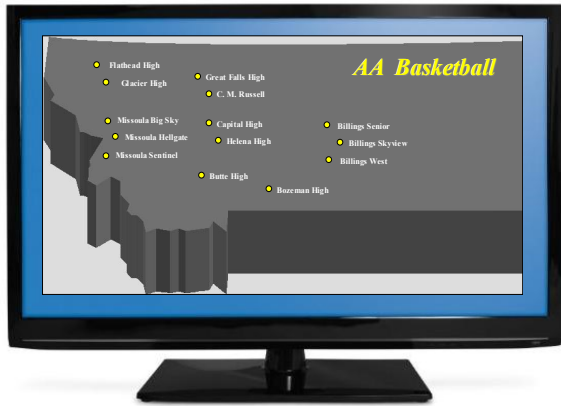 AA Basketball
Flathead High
Glacier High
Great Falls High
C. M. Russell
Missoula Big Sky
Missoula Hellgate
Missoula Sentinel
Capital High
Helena High
Billings Senior
Billings Skyview
Billings West
Butte High
Bozeman High